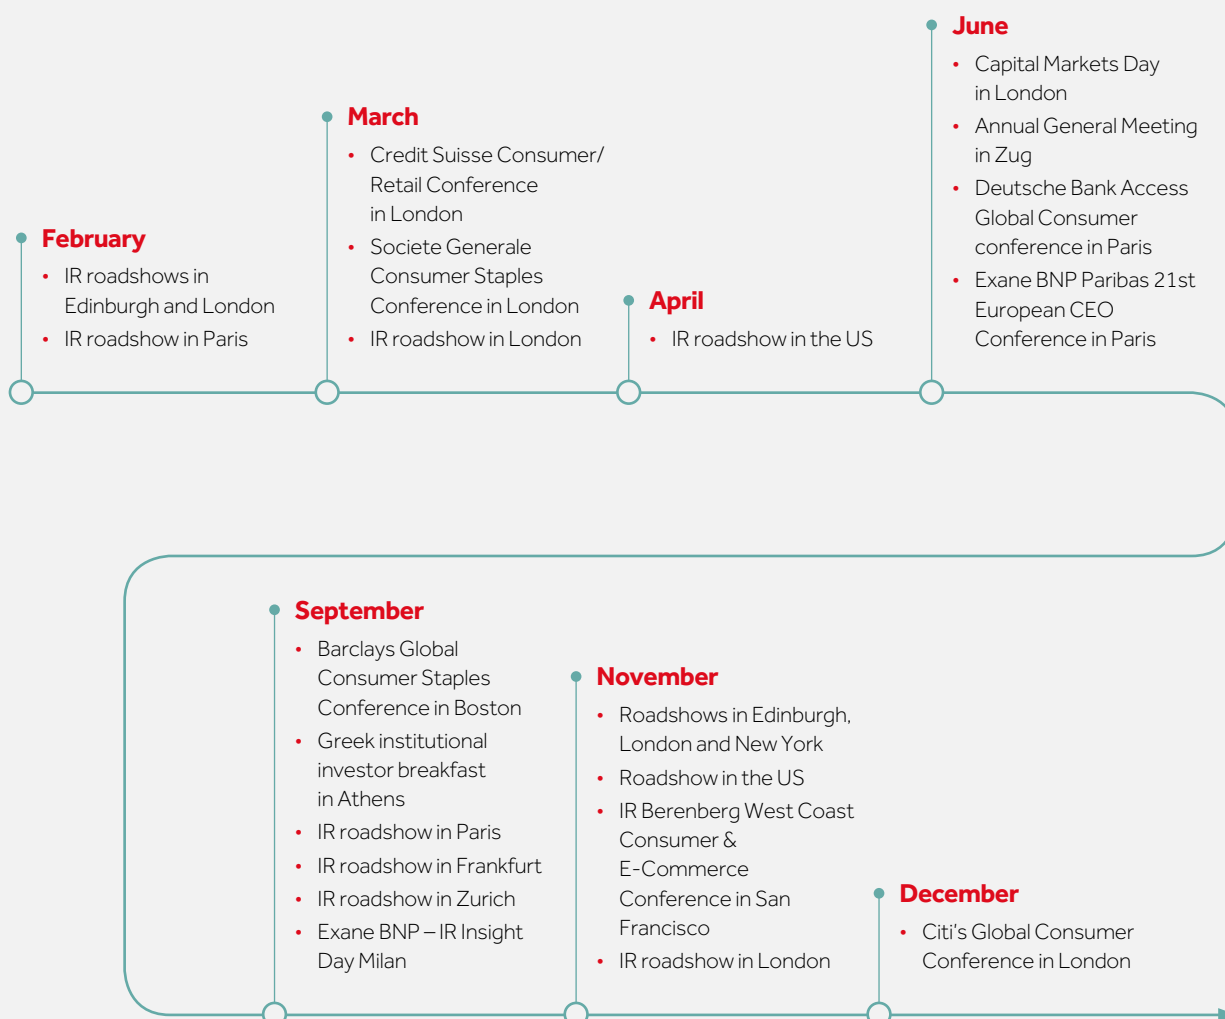 February
• IR roadshows in
Edinburgh and London
• IR roadshow in Paris
March
• Credit Suisse Consumer/
Retail Conference
in London
• Societe Generale
Consumer Staples
Conference in London
• IR roadshow in London
April
• IR roadshow in the US
June
• Capital Markets Day
in London
• Annual General Meeting
in Zug
• Deutsche Bank Access
Global Consumer
conference in Paris
• Exane BNP Paribas 21st
European CEO
Conference in Paris
September
• Barclays Global
Consumer Staples
Conference in Boston
• Greek institutional
investor breakfast
in Athens
• IR roadshow in Paris
• IR roadshow in Frankfurt
• IR roadshow in Zurich
• Exane BNP – IR Insight
Day Milan
November
• Roadshows in Edinburgh,
London and New York
• Roadshow in the US
• IR Berenberg West Coast
Consumer &
E-Commerce
Conference in San
Francisco
• IR roadshow in London
December
• Citi's Global Consumer
Conference in London